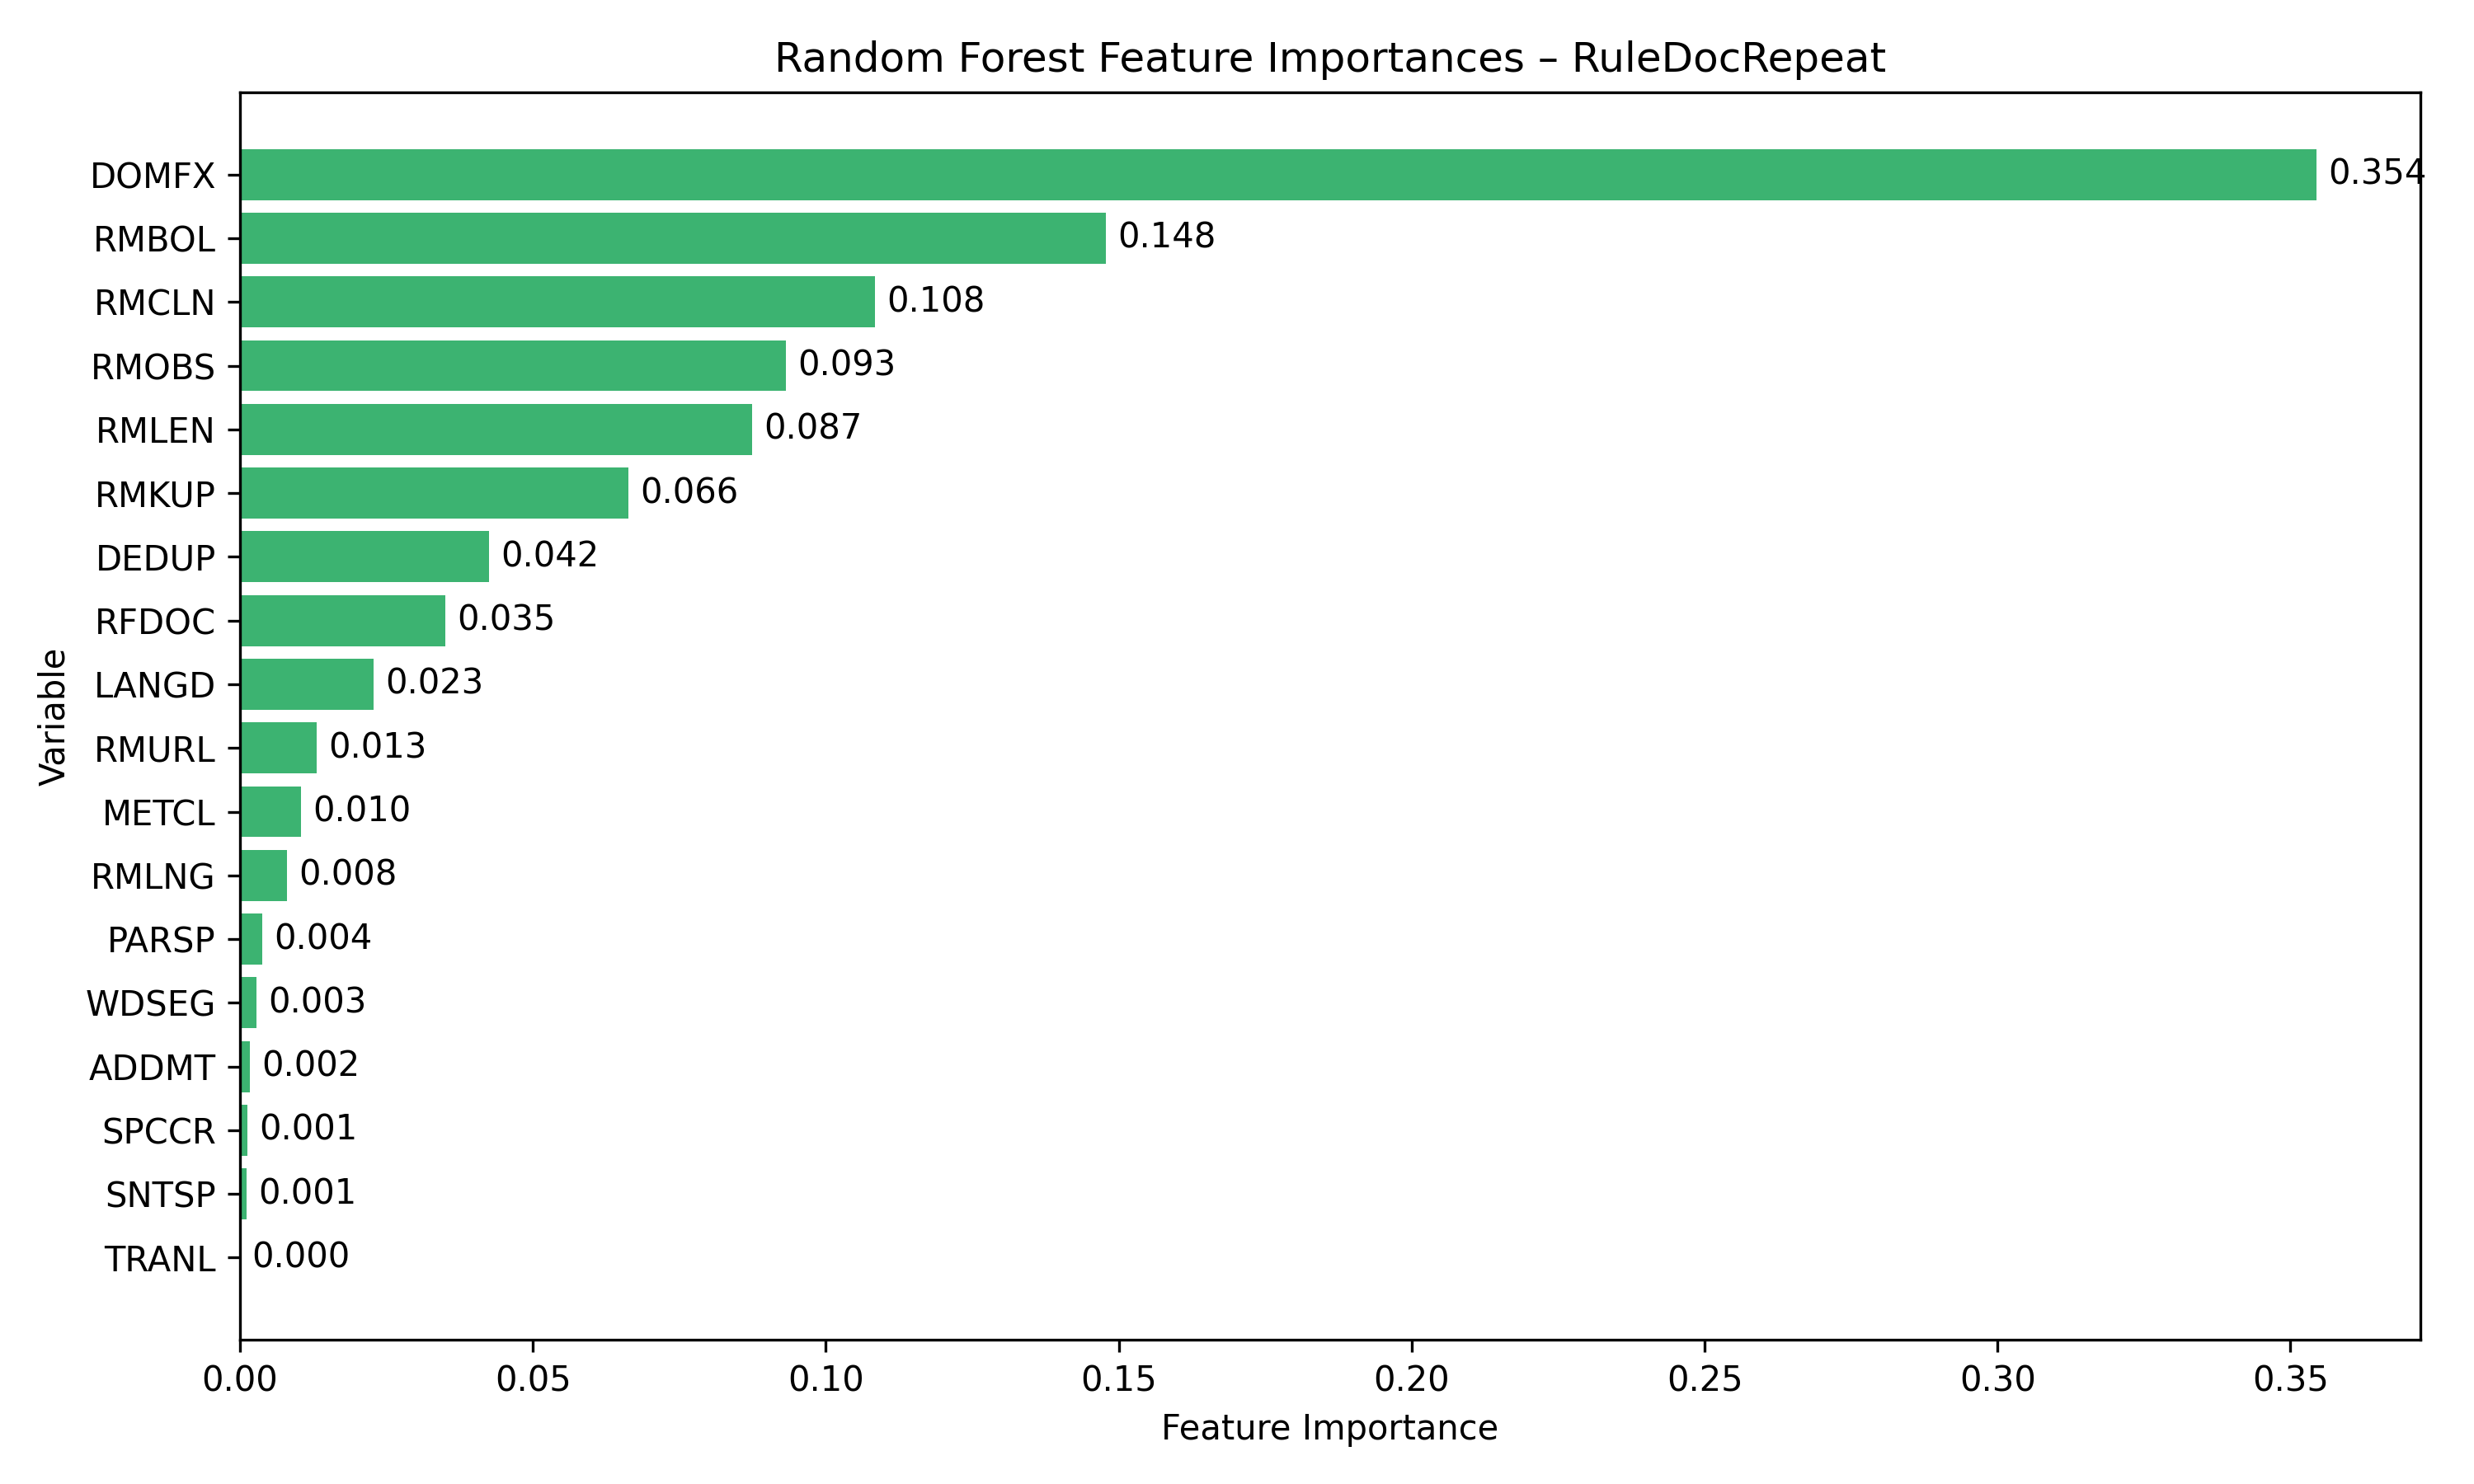 Random Forest Feature Importances – RuleDocRepeat
DOMFX 0.354
RMBOL 0.148
RMCLN 0.108
RMOBS 0.093
RMLEN 0.087
RMKUP 0.066
DEDUP 0.042
RFDOC 0.035
LANGD 0.023
RMURL 0.013
METCL 0.010
RMLNG 0.008
PARSP 0.004
WDSEG 0.003
ADDMT 0.002
SPCCR 0.001
SNTSP 0.001
TRANL 0.000
Variable
0.00 0.05 0.10 0.15 0.20 0.25 0.30 0.35
Feature Importance